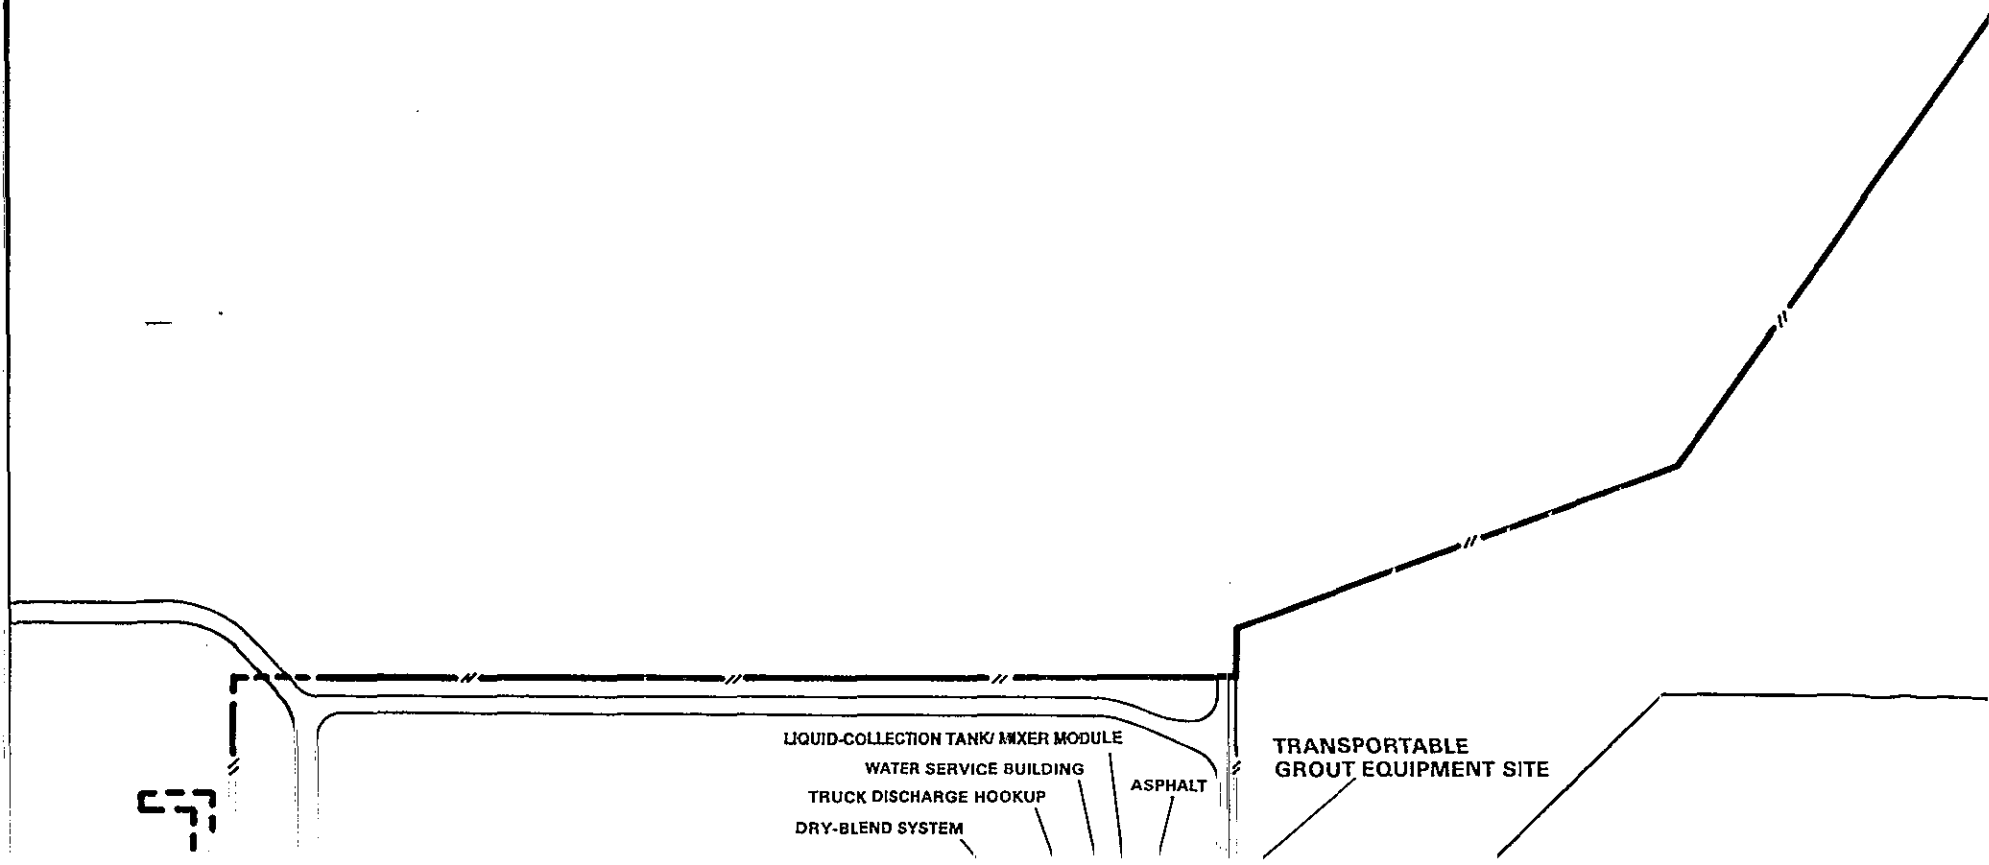 LIQUID-COLLECTION TANK/ MIXER MODULE
WATER SERVICE BUILDING
TRUCK DISCHARGE HOOKUP
DRY-BLEND SYSTEM
ASPHALT
TRANSPORTABLE
GROUT EQUIPMENT SITE